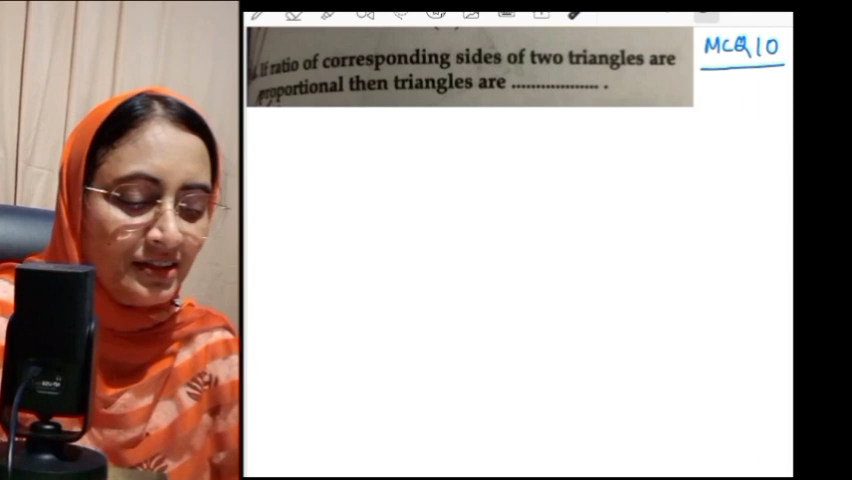 MCQ 10
If ratio of corresponding sides of two triangles are
proportional then triangles are .................. .